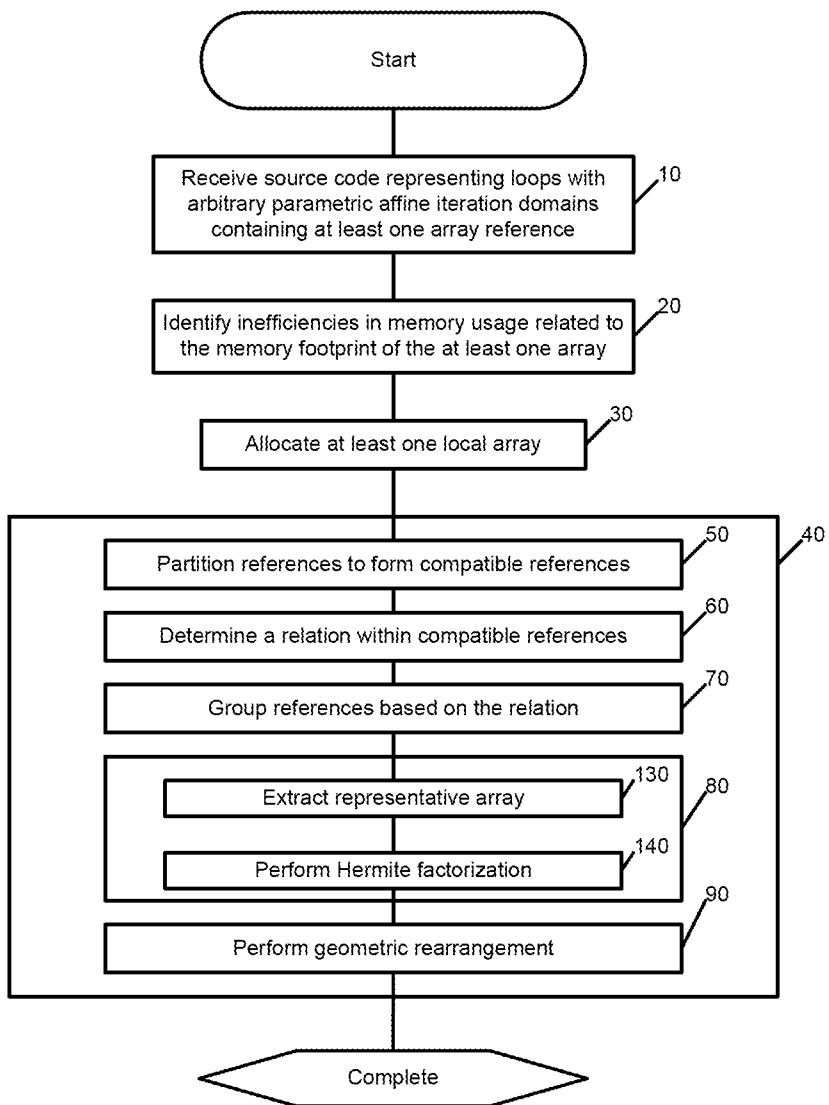 Start
10
Receive source code representing loops with
arbitrary parametric affine iteration domains
containing at least one array reference
20
Identify inefficiencies in memory usage related to
the memory footprint of the at least one array
30
Allocate at least one local array
40
50
Partition references to form compatible references
60
Determine a relation within compatible references
70
Group references based on the relation
80
130
Extract representative array
140
Perform Hermite factorization
90
Perform geometric rearrangement
Complete